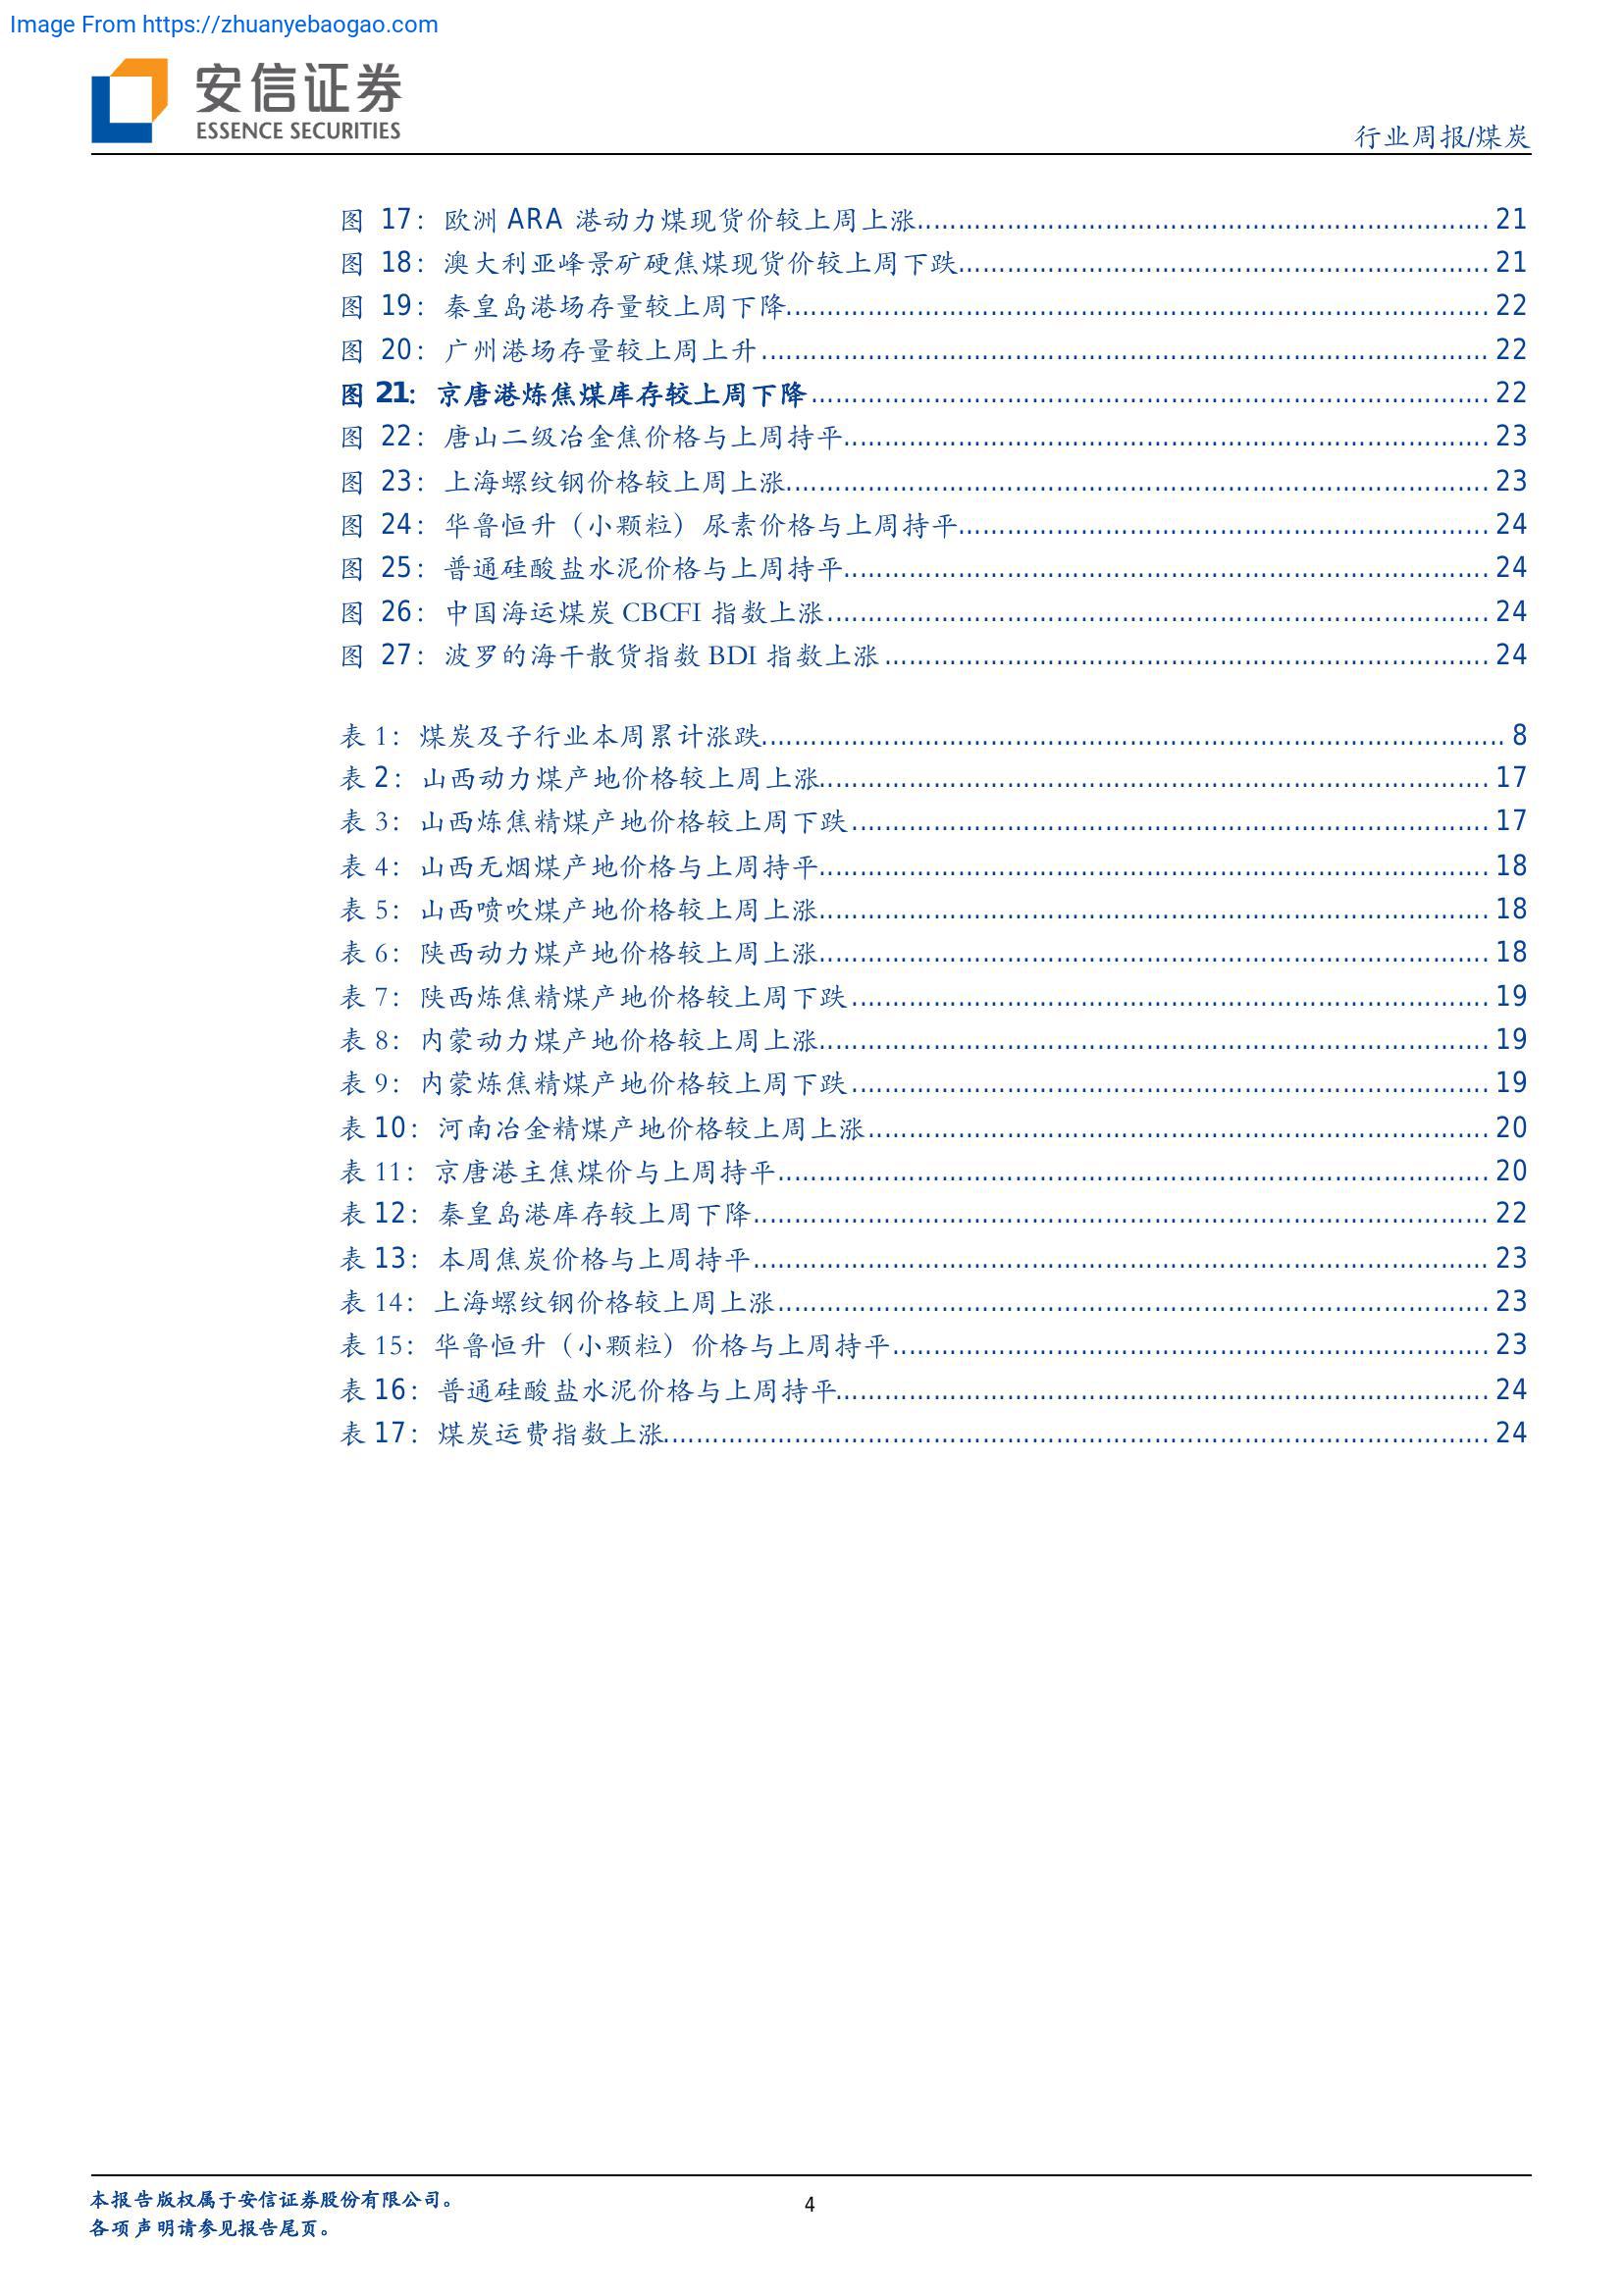 Image From https://zhuanyebaogao.com
安信证券
ESSENCE SECURITIES
行业周报/煤炭
图 17：欧洲 ARA 港动力煤现货价较上周上涨 21
图 18：澳大利亚峰景矿硬焦煤现货价较上周下跌 21
图 19：秦皇岛港场存量较上周下降 22
图 20：广州港场存量较上周上升 22
图 21：京唐港炼焦煤库存较上周下降 22
图 22：唐山二级冶金焦价格与上周持平 23
图 23：上海螺纹钢价格较上周上涨 23
图 24：华鲁恒升（小颗粒）尿素价格与上周持平 24
图 25：普通硅酸盐水泥价格与上周持平 24
图 26：中国海运煤炭 CBCFI 指数上涨 24
图 27：波罗的海干散货指数 BDI 指数上涨 24
表 1：煤炭及子行业本周累计涨跌 8
表 2：山西动力煤产地价格较上周上涨 17
表 3：山西炼焦精煤产地价格较上周下跌 17
表 4：山西无烟煤产地价格与上周持平 18
表 5：山西喷吹煤产地价格较上周上涨 18
表 6：陕西动力煤产地价格较上周上涨 18
表 7：陕西炼焦精煤产地价格较上周下跌 19
表 8：内蒙动力煤产地价格较上周上涨 19
表 9：内蒙炼焦精煤产地价格较上周下跌 19
表 10：河南冶金精煤产地价格较上周上涨 20
表 11：京唐港主焦煤价与上周持平 20
表 12：秦皇岛港库存较上周下降 22
表 13：本周焦炭价格与上周持平 23
表 14：上海螺纹钢价格较上周上涨 23
表 15：华鲁恒升（小颗粒）价格与上周持平 23
表 16：普通硅酸盐水泥价格与上周持平 24
表 17：煤炭运费指数上涨 24
本报告版权属于安信证券股份有限公司。
4
各项声明请参见报告尾页。